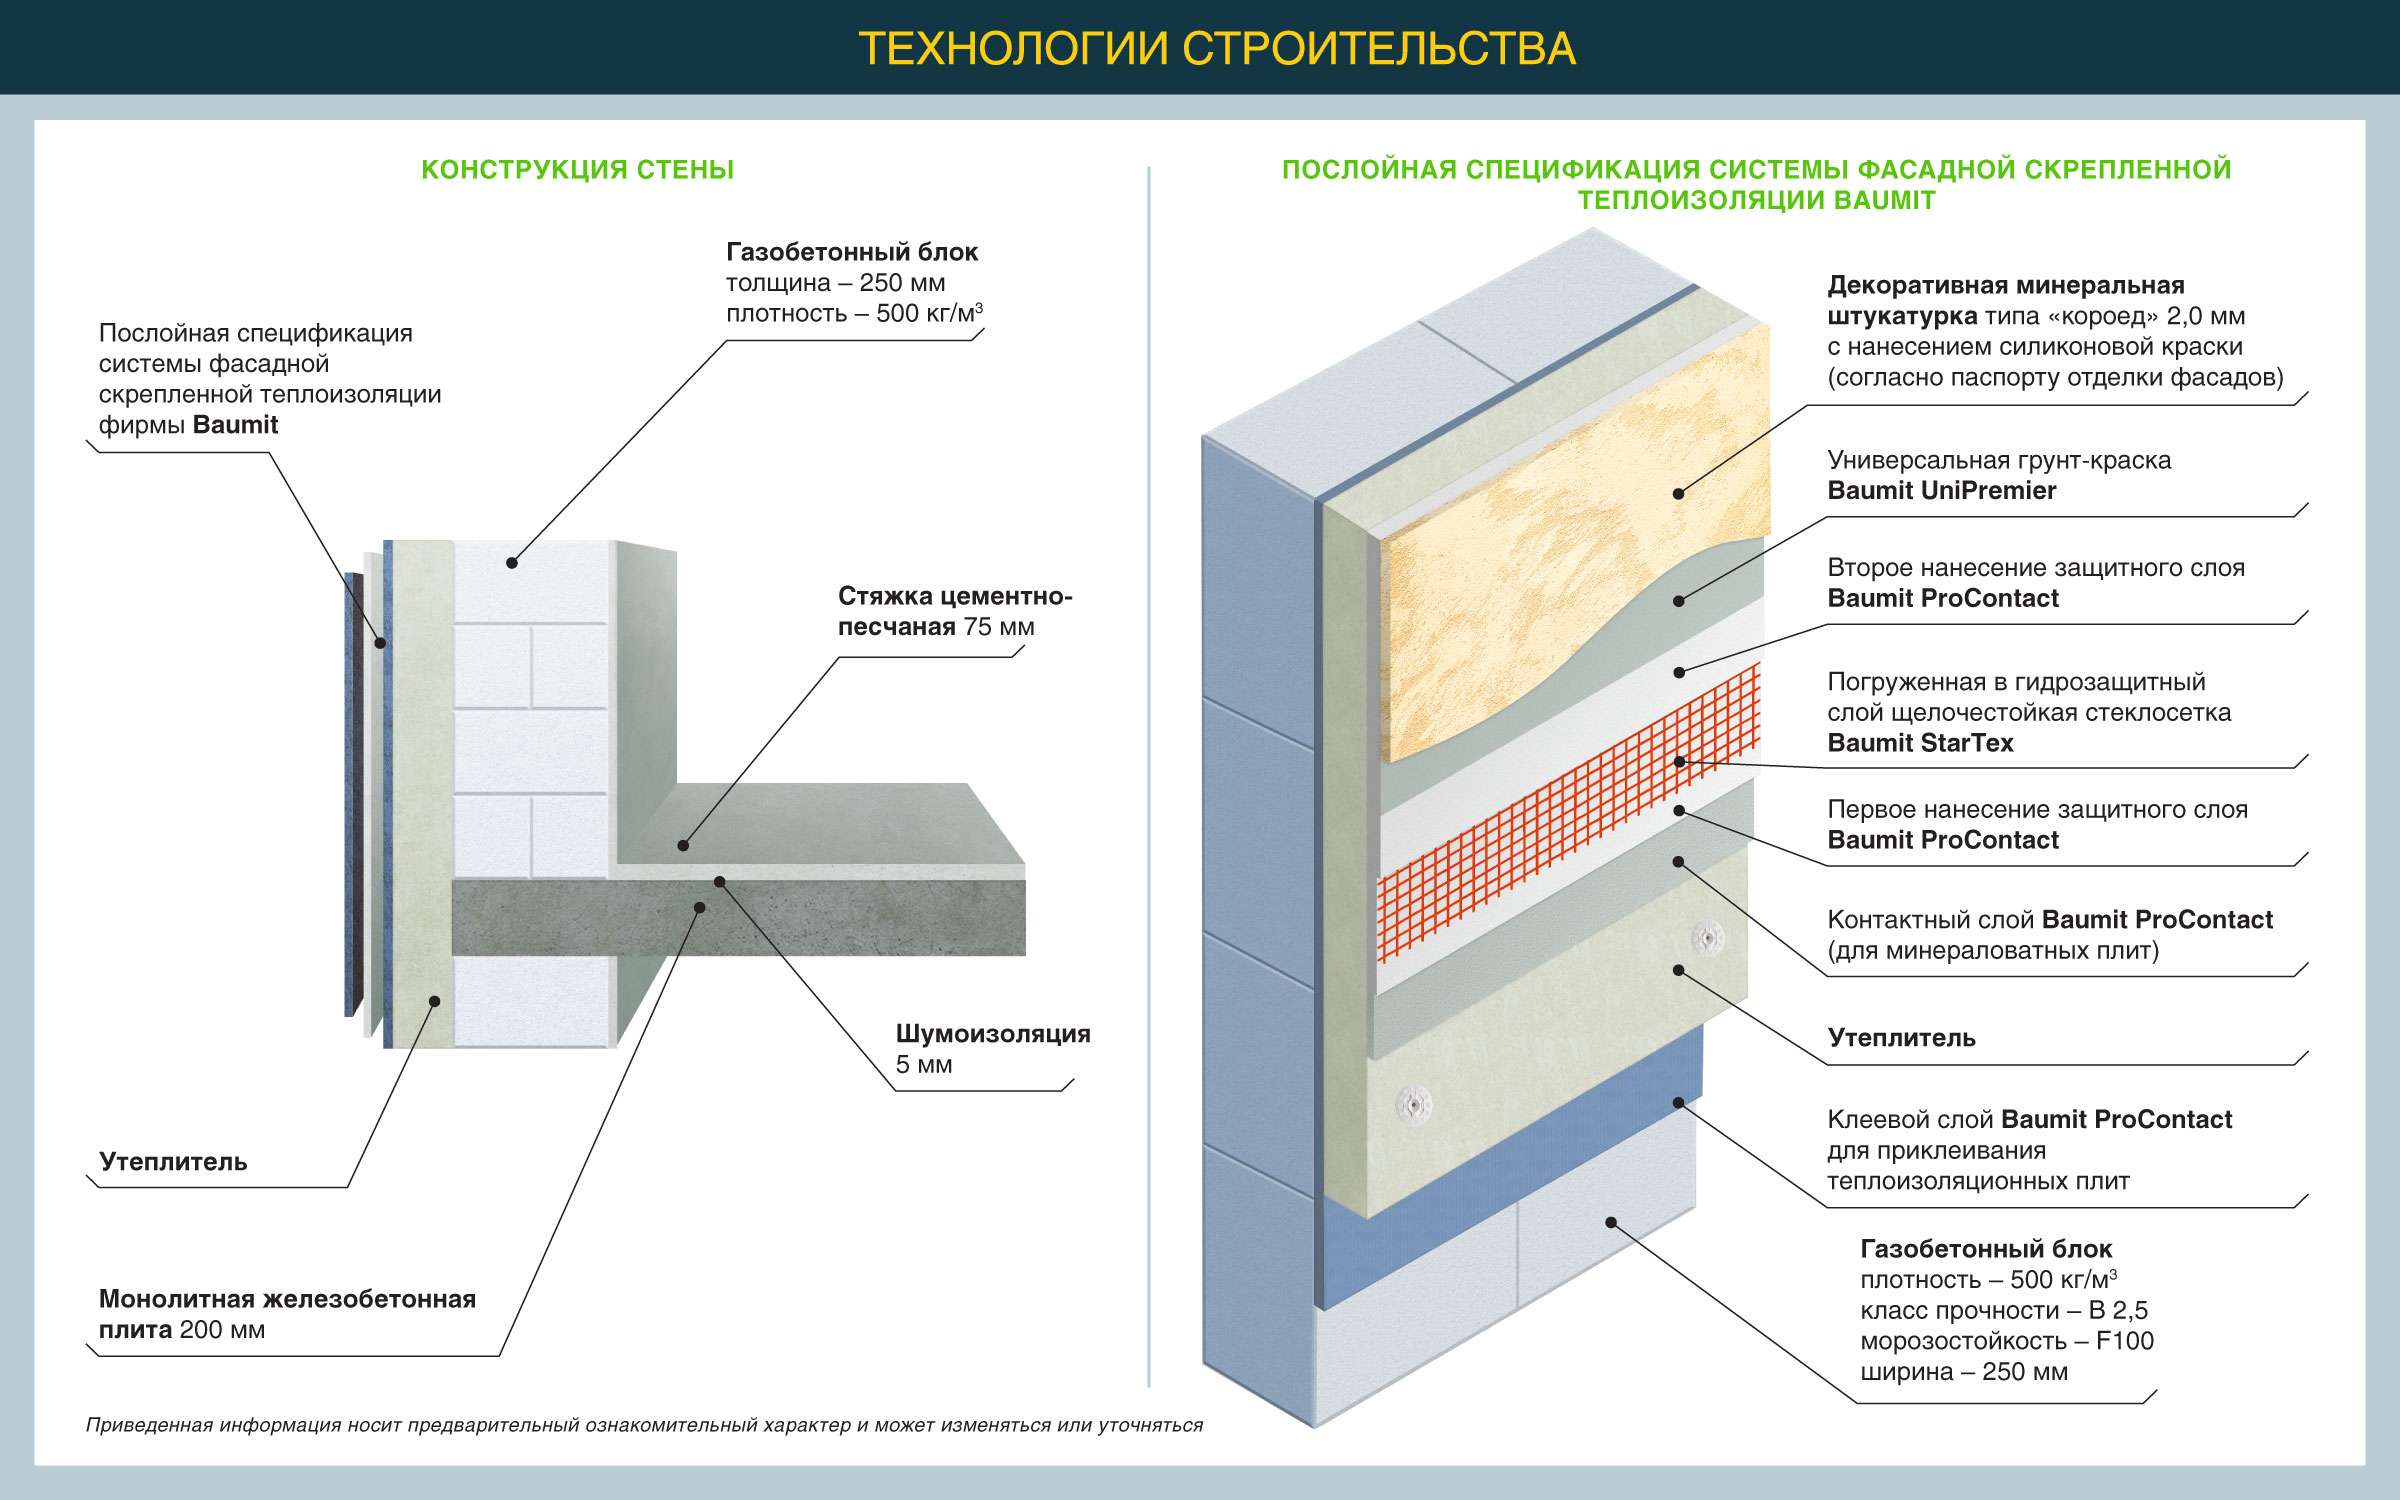 ТЕХНОЛОГИИ СТРОИТЕЛЬСТВА
КОНСТРУКЦИЯ СТЕНЫ
Газобетонный блок
толщина – 250 мм
плотность – 500 кг/м³
Послойная спецификация
системы фасадной
скрепленной теплоизоляции
фирмы Baumit
Стяжка цементно-
песчаная 75 мм
Шумоизоляция
5 мм
Утеплитель
Монолитная железобетонная
плита 200 мм
Приведенная информация носит предварительный ознакомительный характер и может изменяться или уточняться
ПОСЛОЙНАЯ СПЕЦИФИКАЦИЯ СИСТЕМЫ ФАСАДНОЙ СКРЕПЛЕННОЙ
ТЕПЛОИЗОЛЯЦИИ BAUMIT
Декоративная минеральная
штукатурка типа «короед» 2,0 мм
с нанесением силиконовой краски
(согласно паспорту отделки фасадов)
Универсальная грунт-краска
Baumit UniPremier
Второе нанесение защитного слоя
Baumit ProContact
Погруженная в гидрозащитный
слой щелочестойкая стеклосетка
Baumit StarTex
Первое нанесение защитного слоя
Baumit ProContact
Контактный слой Baumit ProContact
(для минераловатных плит)
Утеплитель
Клеевой слой Baumit ProContact
для приклеивания
теплоизоляционных плит
Газобетонный блок
плотность – 500 кг/м³
класс прочности – В 2,5
морозостойкость – F100
ширина – 250 мм